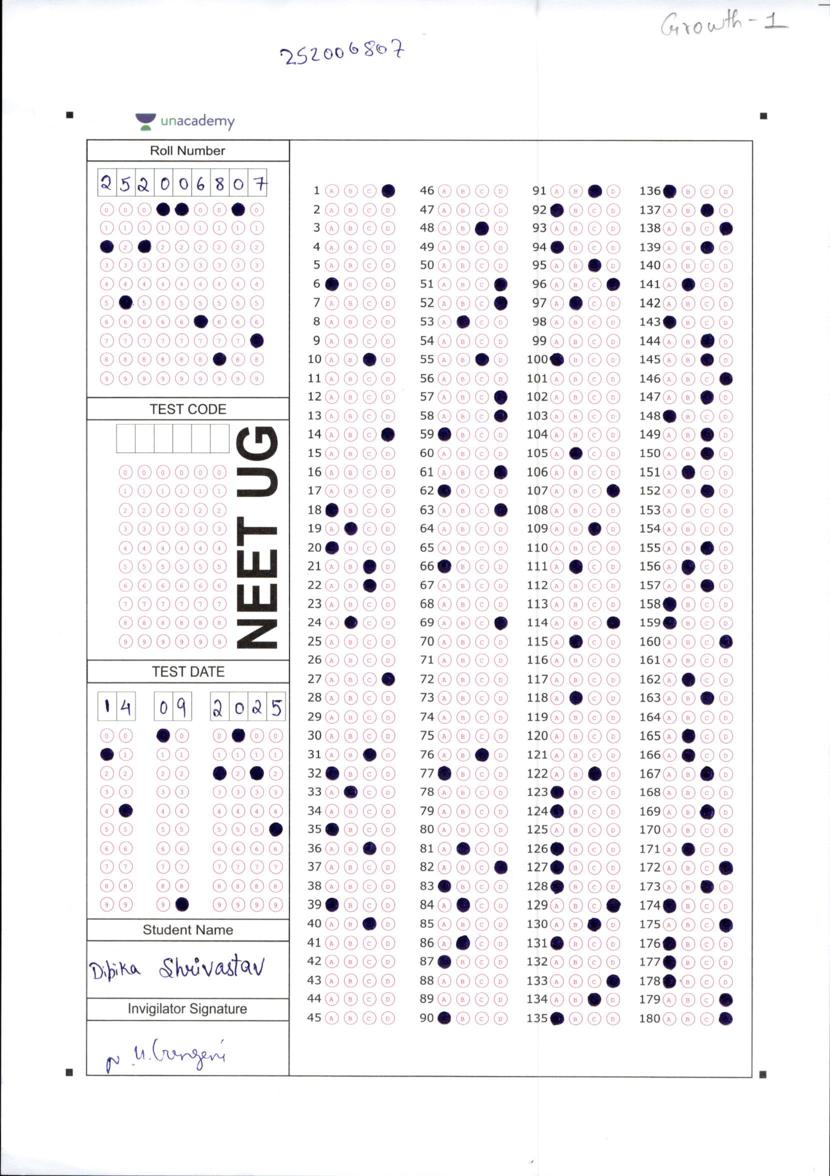 Growth-1
252006807
unacademy
Roll Number
2 5 2 0 0 6 8 0 7
TEST CODE
NEET UG
TEST DATE
14 09 2025
Student Name
Dipika Shrivastav
Invigilator Signature
1 A B C
2 A B C D
3 A B C D
4 A B C D
5 A B C D
6 B C D
7 A B C D
8 A B C D
9 A B C D
10 A B D
11 A B C D
12 A B C D
13 A B C D
14 A B C
15 A B C D
16 A B C D
17 A B C D
18 B C D
19 A C D
20 B C D
21 A B D
22 A B D
23 A B C D
24 A C D
25 A B C D
26 A B C D
27 A B C
28 A B C D
29 A B C D
30 A B C D
31 A B D
32 B C D
33 A C D
34 A B C D
35 B C D
36 A B D
37 A B C D
38 A B C D
39 B C D
40 A B D
41 A B C D
42 A B C D
43 A B C D
44 A B C D
45 A B C D
46 A B C D
47 A B C D
48 A B D
49 A B C D
50 A B C D
51 A B C
52 A B C
53 A C D
54 A B C D
55 A B D
56 A B C D
57 A B C
58 A B C
59 B C D
60 A B C D
61 A B C
62 B C D
63 A B C
64 A B C D
65 A B C D
66 B C D
67 A B C D
68 A B C D
69 A B C
70 A B C D
71 A B C D
72 A B C D
73 A B C D
74 A B C D
75 A B C D
76 A B D
77 B C D
78 A B C D
79 A B C D
80 A B C D
81 A C D
82 A B C
83 B C D
84 A C D
85 A B C D
86 A C D
87 B C D
88 A B C D
89 A B C D
90 B C D
91 A B D
92 B C D
93 A B C D
94 B C D
95 A B D
96 A B C
97 A C D
98 A B C D
99 A B C D
100 B C D
101 A B C D
102 A B C D
103 A B C D
104 A B C D
105 A C D
106 A B C D
107 A B C
108 A B C D
109 A B D
110 A B C D
111 A C D
112 A B C D
113 A B C D
114 A B C
115 A C D
116 A B C D
117 A B C D
118 A C D
119 A B C D
120 A B C D
121 A B C D
122 A B D
123 B C D
124 B C D
125 A B C D
126 B C D
127 B C D
128 B C D
129 A B C
130 A B D
131 B C D
132 A B C D
133 A B C
134 A B D
135 B C D
136 B C D
137 A B D
138 A B C
139 A B D
140 A B C D
141 A C D
142 A B C D
143 B C D
144 A B D
145 A B D
146 A B C
147 A B D
148 B C D
149 A B D
150 A B D
151 A C D
152 A B D
153 A B C D
154 A B C D
155 A B D
156 A C D
157 A B D
158 B C D
159 B C D
160 A B C
161 A B C D
162 A C D
163 A B D
164 A B C D
165 A C D
166 A C D
167 A B D
168 A B C D
169 A B D
170 A B C D
171 A C D
172 A B C
173 A B D
174 B C D
175 A B C
176 B C D
177 B C D
178 B C D
179 A B C
180 A B C